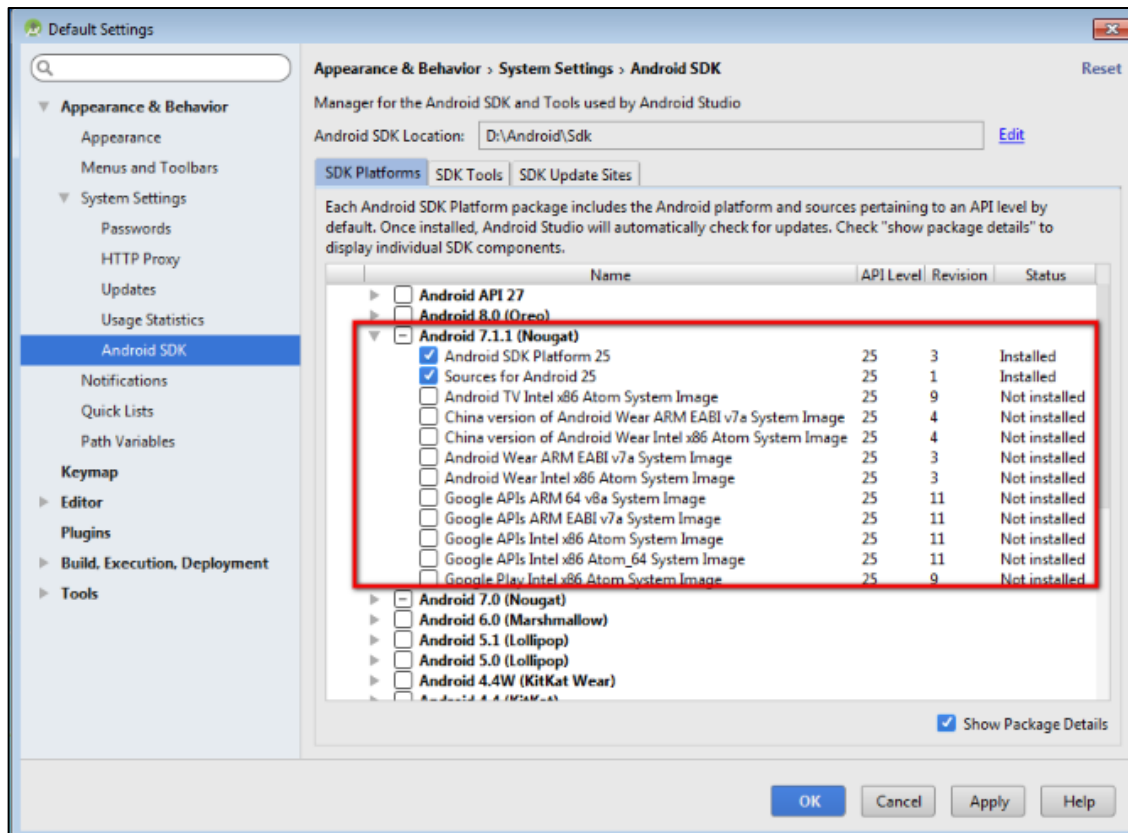 Default Settings
Appearance & Behavior › System Settings › Android SDK
Reset
Appearance & Behavior
Appearance
Menus and Toolbars
System Settings
Passwords
HTTP Proxy
Updates
Usage Statistics
Android SDK
Notifications
Quick Lists
Path Variables
Keymap
Editor
Plugins
Build, Execution, Deployment
Tools
Manager for the Android SDK and Tools used by Android Studio
Android SDK Location: D:\Android\Sdk Edit
SDK Platforms SDK Tools SDK Update Sites
Each Android SDK Platform package includes the Android platform and sources pertaining to an API level by
default. Once installed, Android Studio will automatically check for updates. Check "show package details" to
display individual SDK components.
Name API Level Revision Status
Android API 27
Android 8.0 (Oreo)
Android 7.1.1 (Nougat)
Android SDK Platform 25 25 3 Installed
Sources for Android 25 25 1 Installed
Android TV Intel x86 Atom System Image 25 9 Not installed
China version of Android Wear ARM EABI v7a System Image 25 4 Not installed
China version of Android Wear Intel x86 Atom System Image 25 4 Not installed
Android Wear ARM EABI v7a System Image 25 3 Not installed
Android Wear Intel x86 Atom System Image 25 3 Not installed
Google APIs ARM 64 v8a System Image 25 11 Not installed
Google APIs ARM EABI v7a System Image 25 11 Not installed
Google APIs Intel x86 Atom System Image 25 11 Not installed
Google APIs Intel x86 Atom_64 System Image 25 11 Not installed
Google Play Intel x86 Atom System Image 25 9 Not installed
Android 7.0 (Nougat)
Android 6.0 (Marshmallow)
Android 5.1 (Lollipop)
Android 5.0 (Lollipop)
Android 4.4W (KitKat Wear)
Android 4.4 (KitKat)
Show Package Details
OK Cancel Apply Help